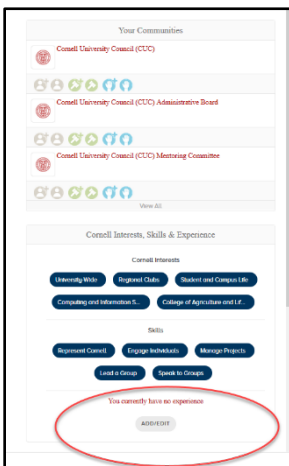 Your Communities
Cornell University Council (CUC)
Cornell University Council (CUC) Administrative Board
Cornell University Council (CUC) Mentoring Committee
View All
Cornell Interests, Skills & Experience
Cornell Interests
University Wide Regional Clubs Student and Campus Life
Computing and Information S... College of Agriculture and Lif...
Skills
Represent Cornell Engage Individuals Manage Projects
Lead a Group Speak to Groups
You currently have no experience
ADD/EDIT